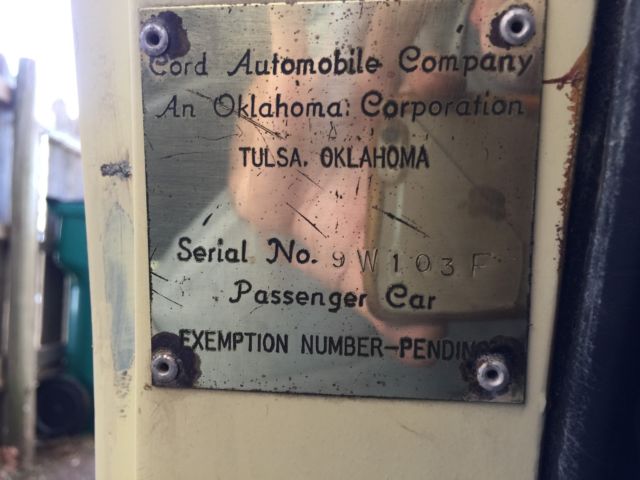 Cord Automobile Company
An Oklahoma Corporation
TULSA, OKLAHOMA
Serial No. 9W103F
Passenger Car
EXEMPTION NUMBER-PENDING